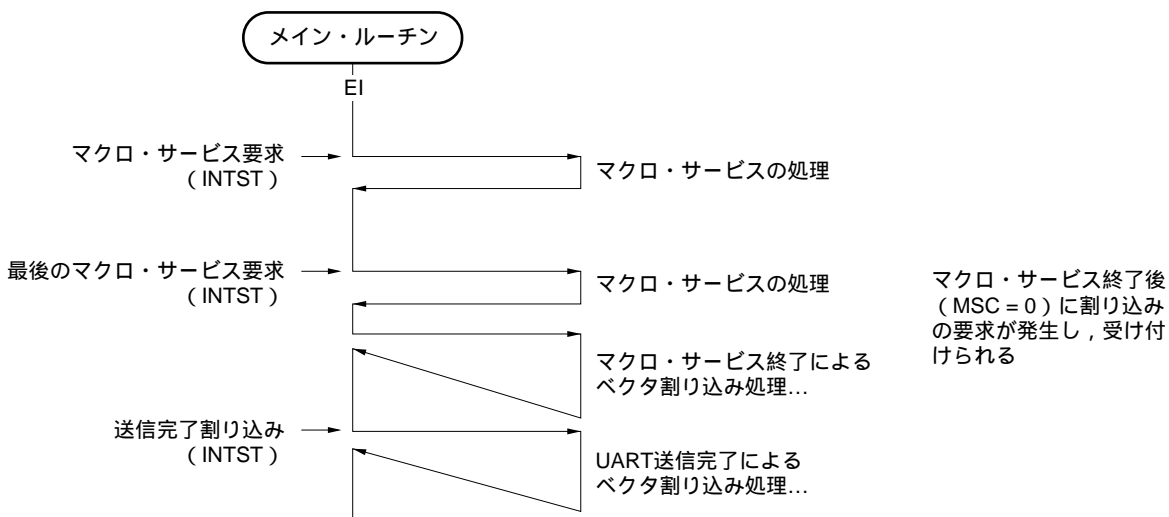 メイン・ルーチン
EI
マクロ・サービス要求
（INTST）
マクロ・サービスの処理
最後のマクロ・サービス要求
（INTST）
マクロ・サービスの処理
マクロ・サービス終了後
（MSC = 0）に割り込み
の要求が発生し，受け付
けられる
マクロ・サービス終了による
ベクタ割り込み処理…
送信完了割り込み
（INTST）
UART送信完了による
ベクタ割り込み処理…